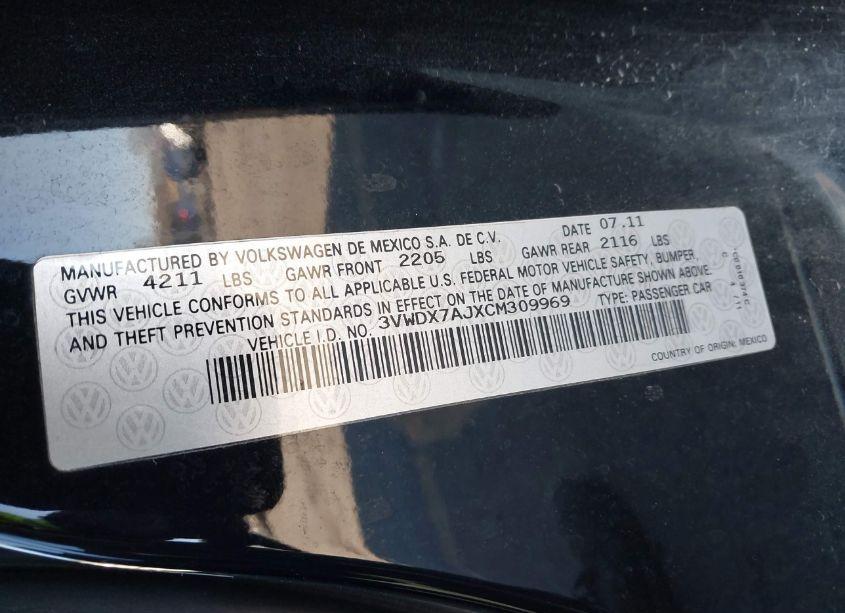 MANUFACTURED BY VOLKSWAGEN DE MEXICO S.A. DE C.V. DATE 07.11
GVWR 4211 LBS GAWR FRONT 2205 LBS GAWR REAR 2116 LBS
THIS VEHICLE CONFORMS TO ALL APPLICABLE U.S. FEDERAL MOTOR VEHICLE SAFETY, BUMPER,
AND THEFT PREVENTION STANDARDS IN EFFECT ON THE DATE OF MANUFACTURE SHOWN ABOVE.
VEHICLE I.D. NO. 3VWDX7AJXCM309969 TYPE: PASSENGER CAR
COUNTRY OF ORIGIN: MEXICO